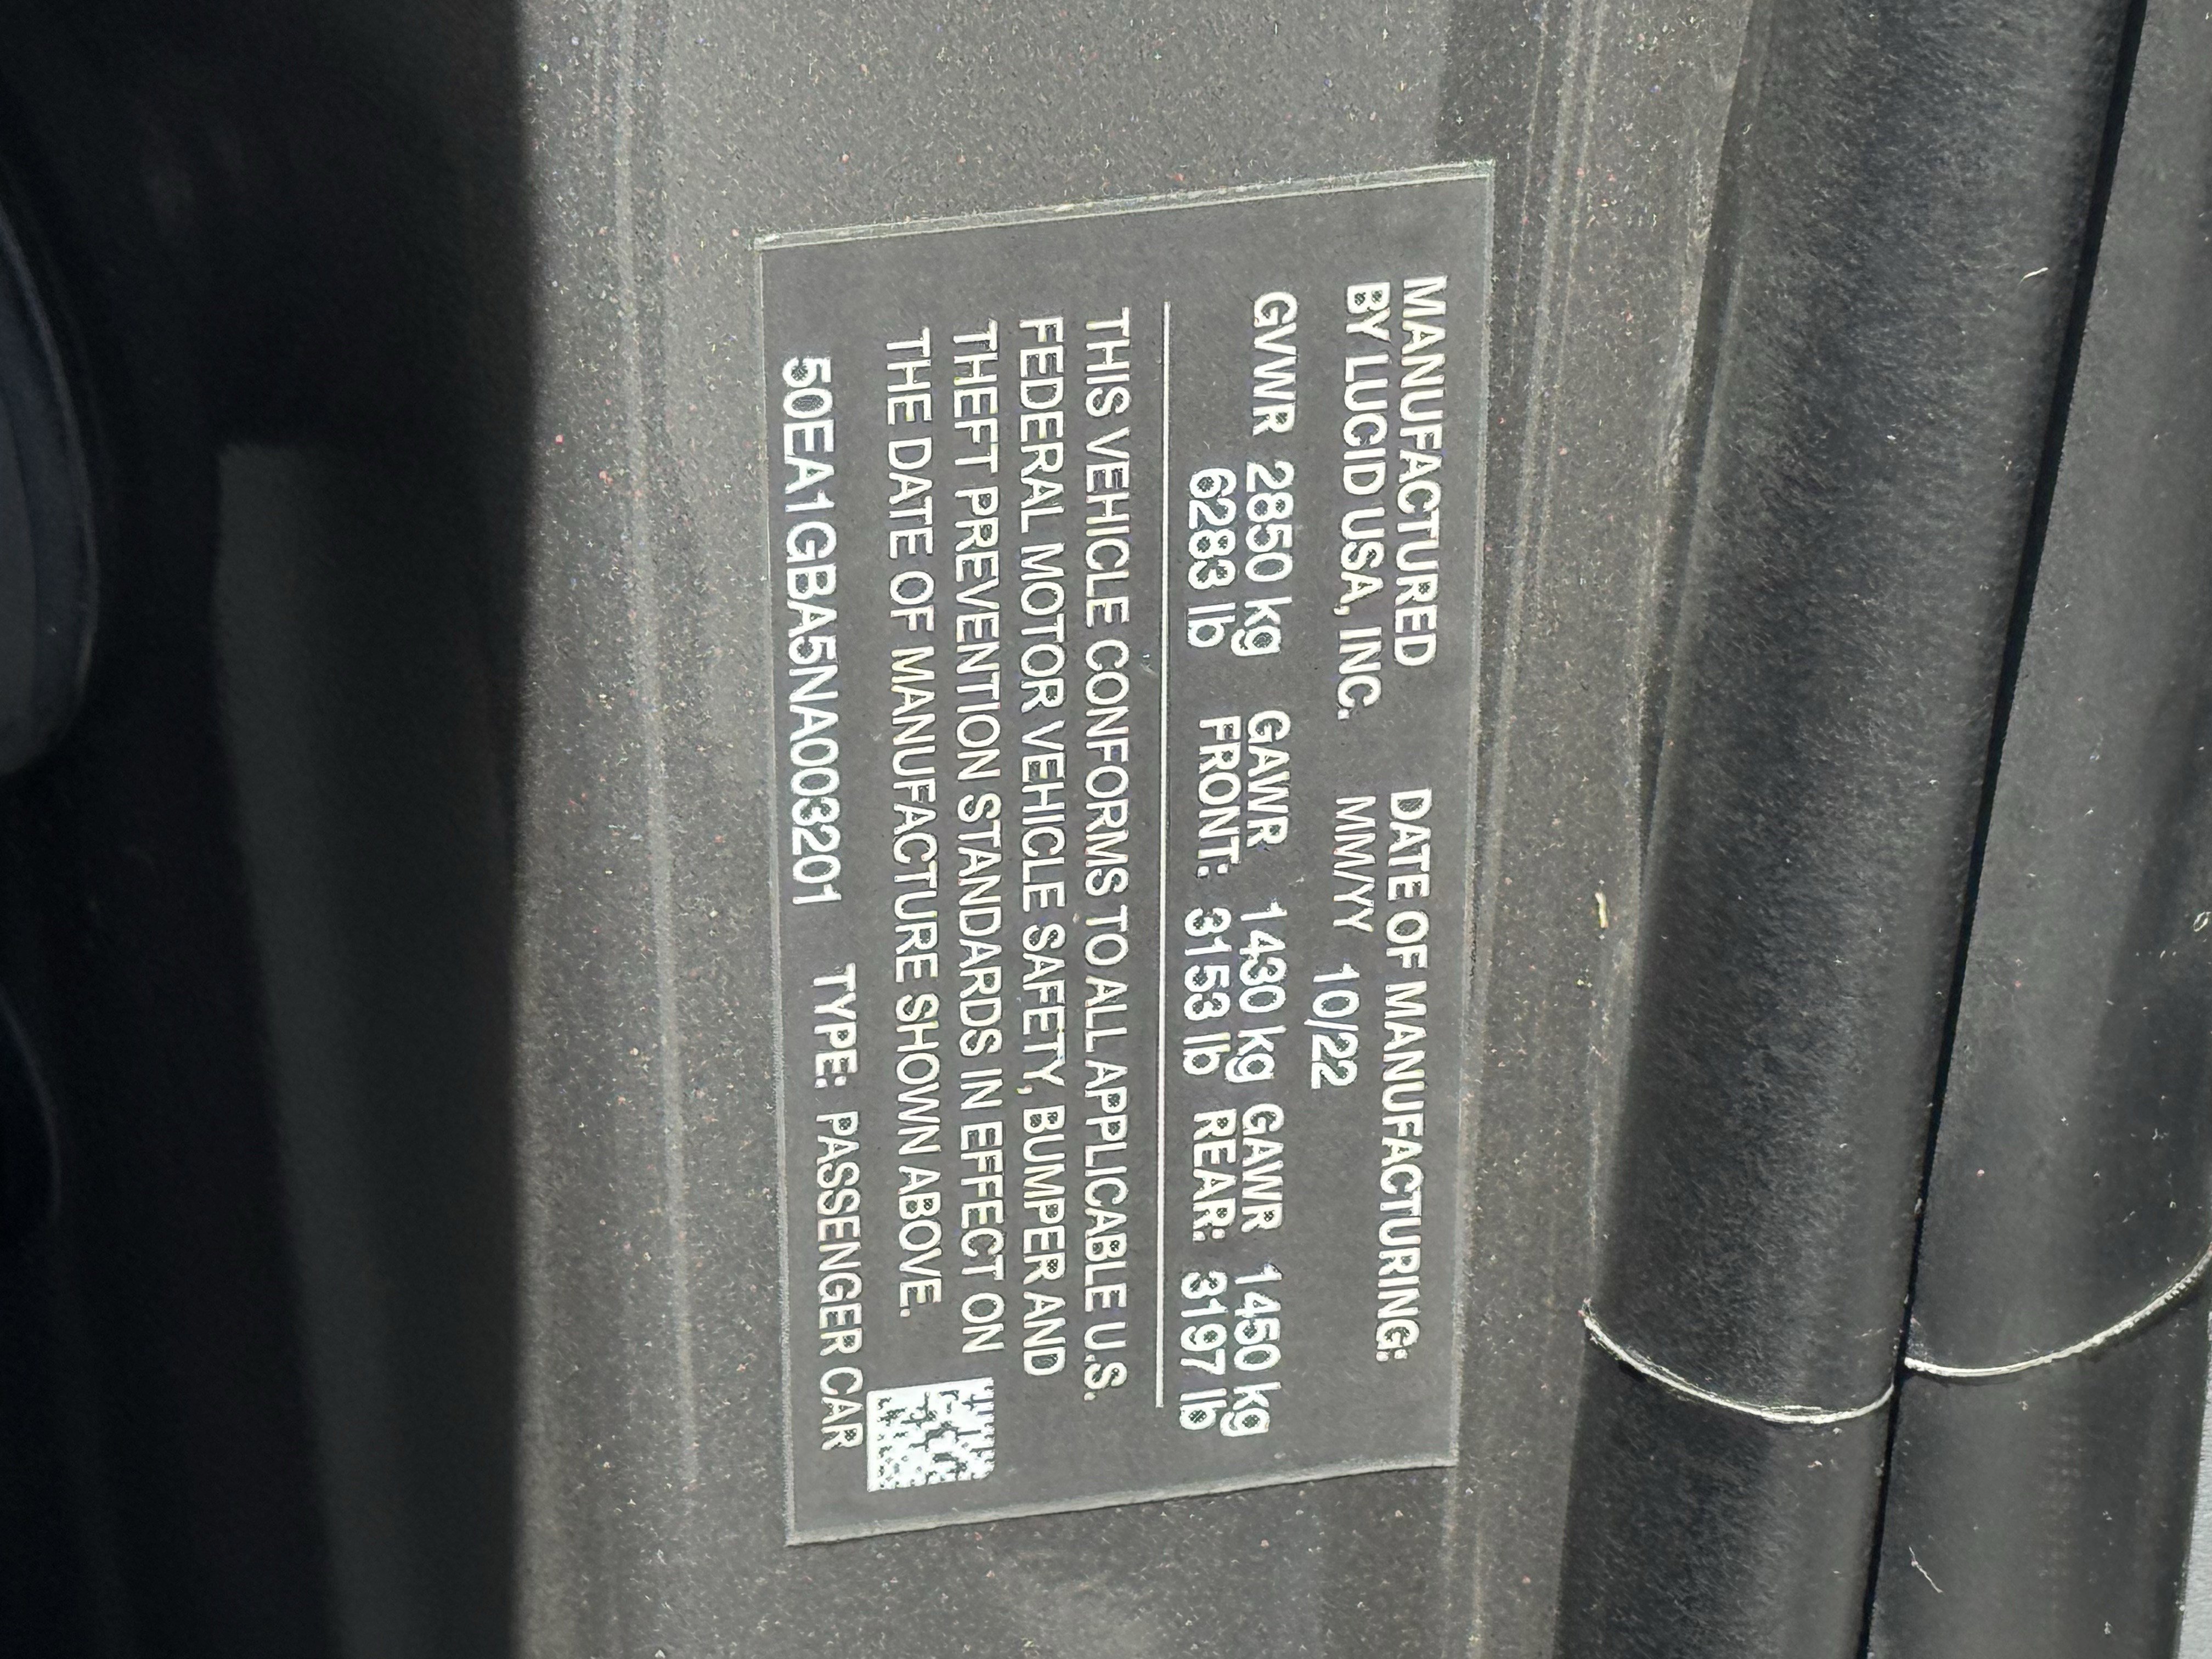 MANUFACTURED
BY LUCID USA, INC.
DATE OF MANUFACTURING:
MM/YY 10/22
GVWR 2850 kg
6283 lb
GAWR FRONT: 1430 kg
3153 lb
GAWR REAR: 1450 kg
3197 lb
THIS VEHICLE CONFORMS TO ALL APPLICABLE U.S.
FEDERAL MOTOR VEHICLE SAFETY, BUMPER AND
THEFT PREVENTION STANDARDS IN EFFECT ON
THE DATE OF MANUFACTURE SHOWN ABOVE.
50EA1GBA5NA003201 TYPE: PASSENGER CAR